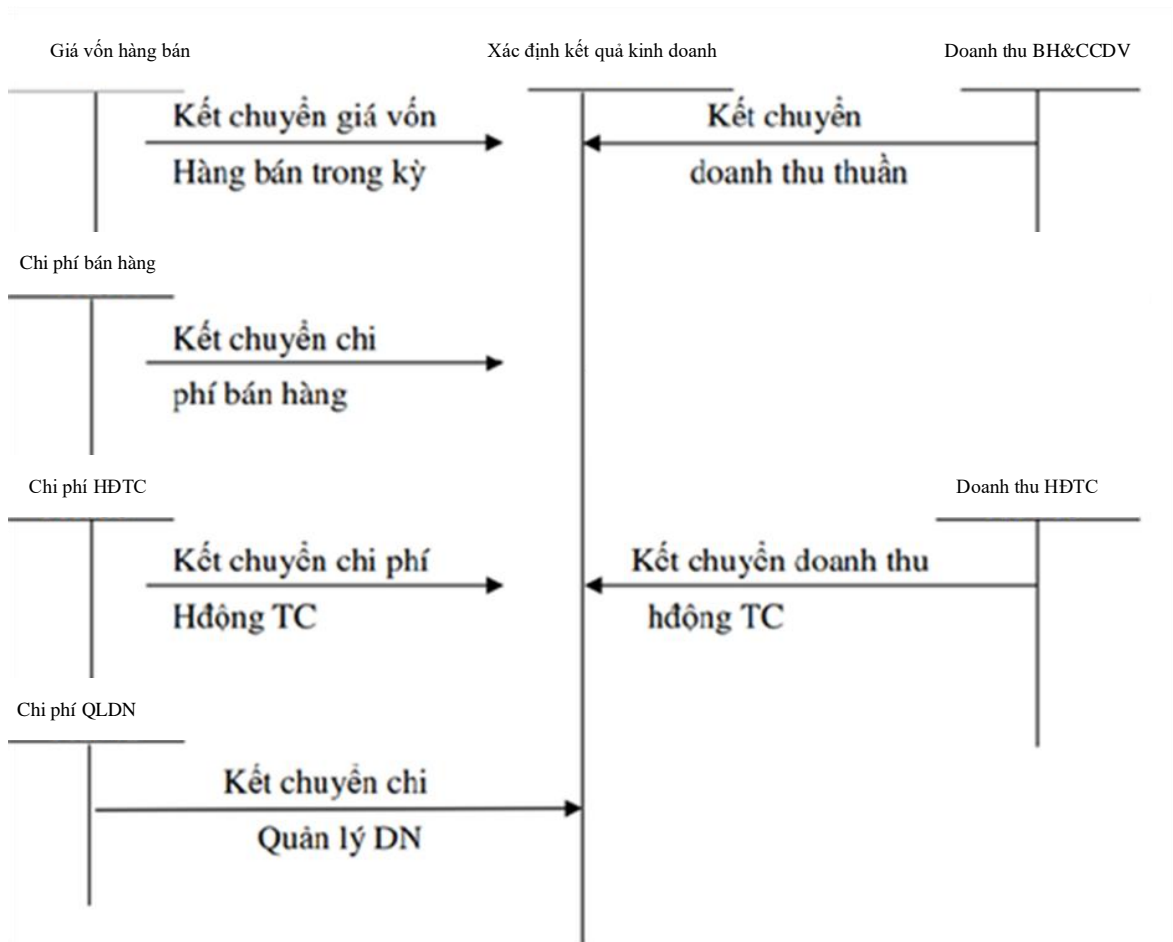 Giá vốn hàng bán
Xác định kết quả kinh doanh
Doanh thu BH&CCDV
Kết chuyển giá vốn
Hàng bán trong kỳ
Kết chuyển
doanh thu thuần
Chi phí bán hàng
Kết chuyển chi
phí bán hàng
Chi phí HĐTC
Doanh thu HĐTC
Kết chuyển chi phí
Hđộng TC
Kết chuyển doanh thu
hđộng TC
Chi phí QLDN
Kết chuyển chi
Quản lý DN